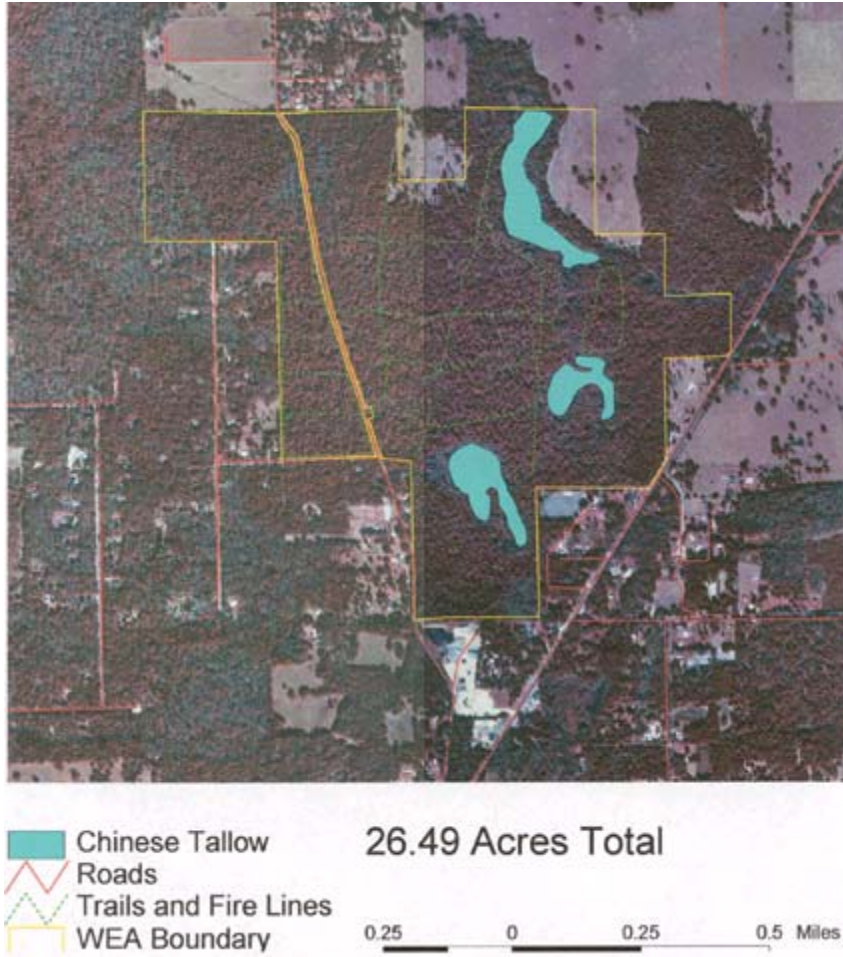 Chinese Tallow
Roads
Trails and Fire Lines
WEA Boundary
26.49 Acres Total
0.25 0 0.25 0.5 Miles